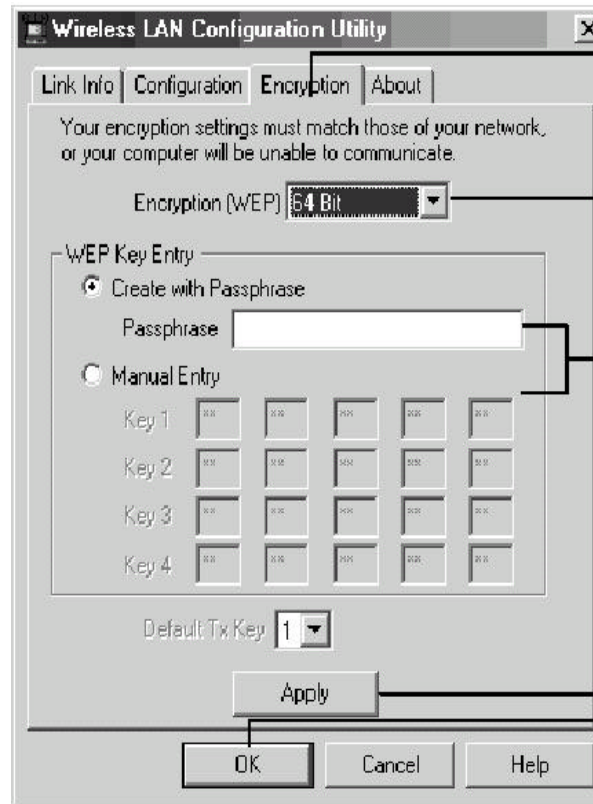 Wireless LAN Configuration Utility
Link Info Configuration Encryption About
Your encryption settings must match those of your network,
or your computer will be unable to communicate.
Encryption (WEP) 64 Bit
WEP Key Entry
Create with Passphrase
Passphrase
Manual Entry
Key 1 ** ** ** ** **
Key 2 ** ** ** ** **
Key 3 ** ** ** ** **
Key 4 ** ** ** ** **
Default Tx Key 1
Apply
OK Cancel Help